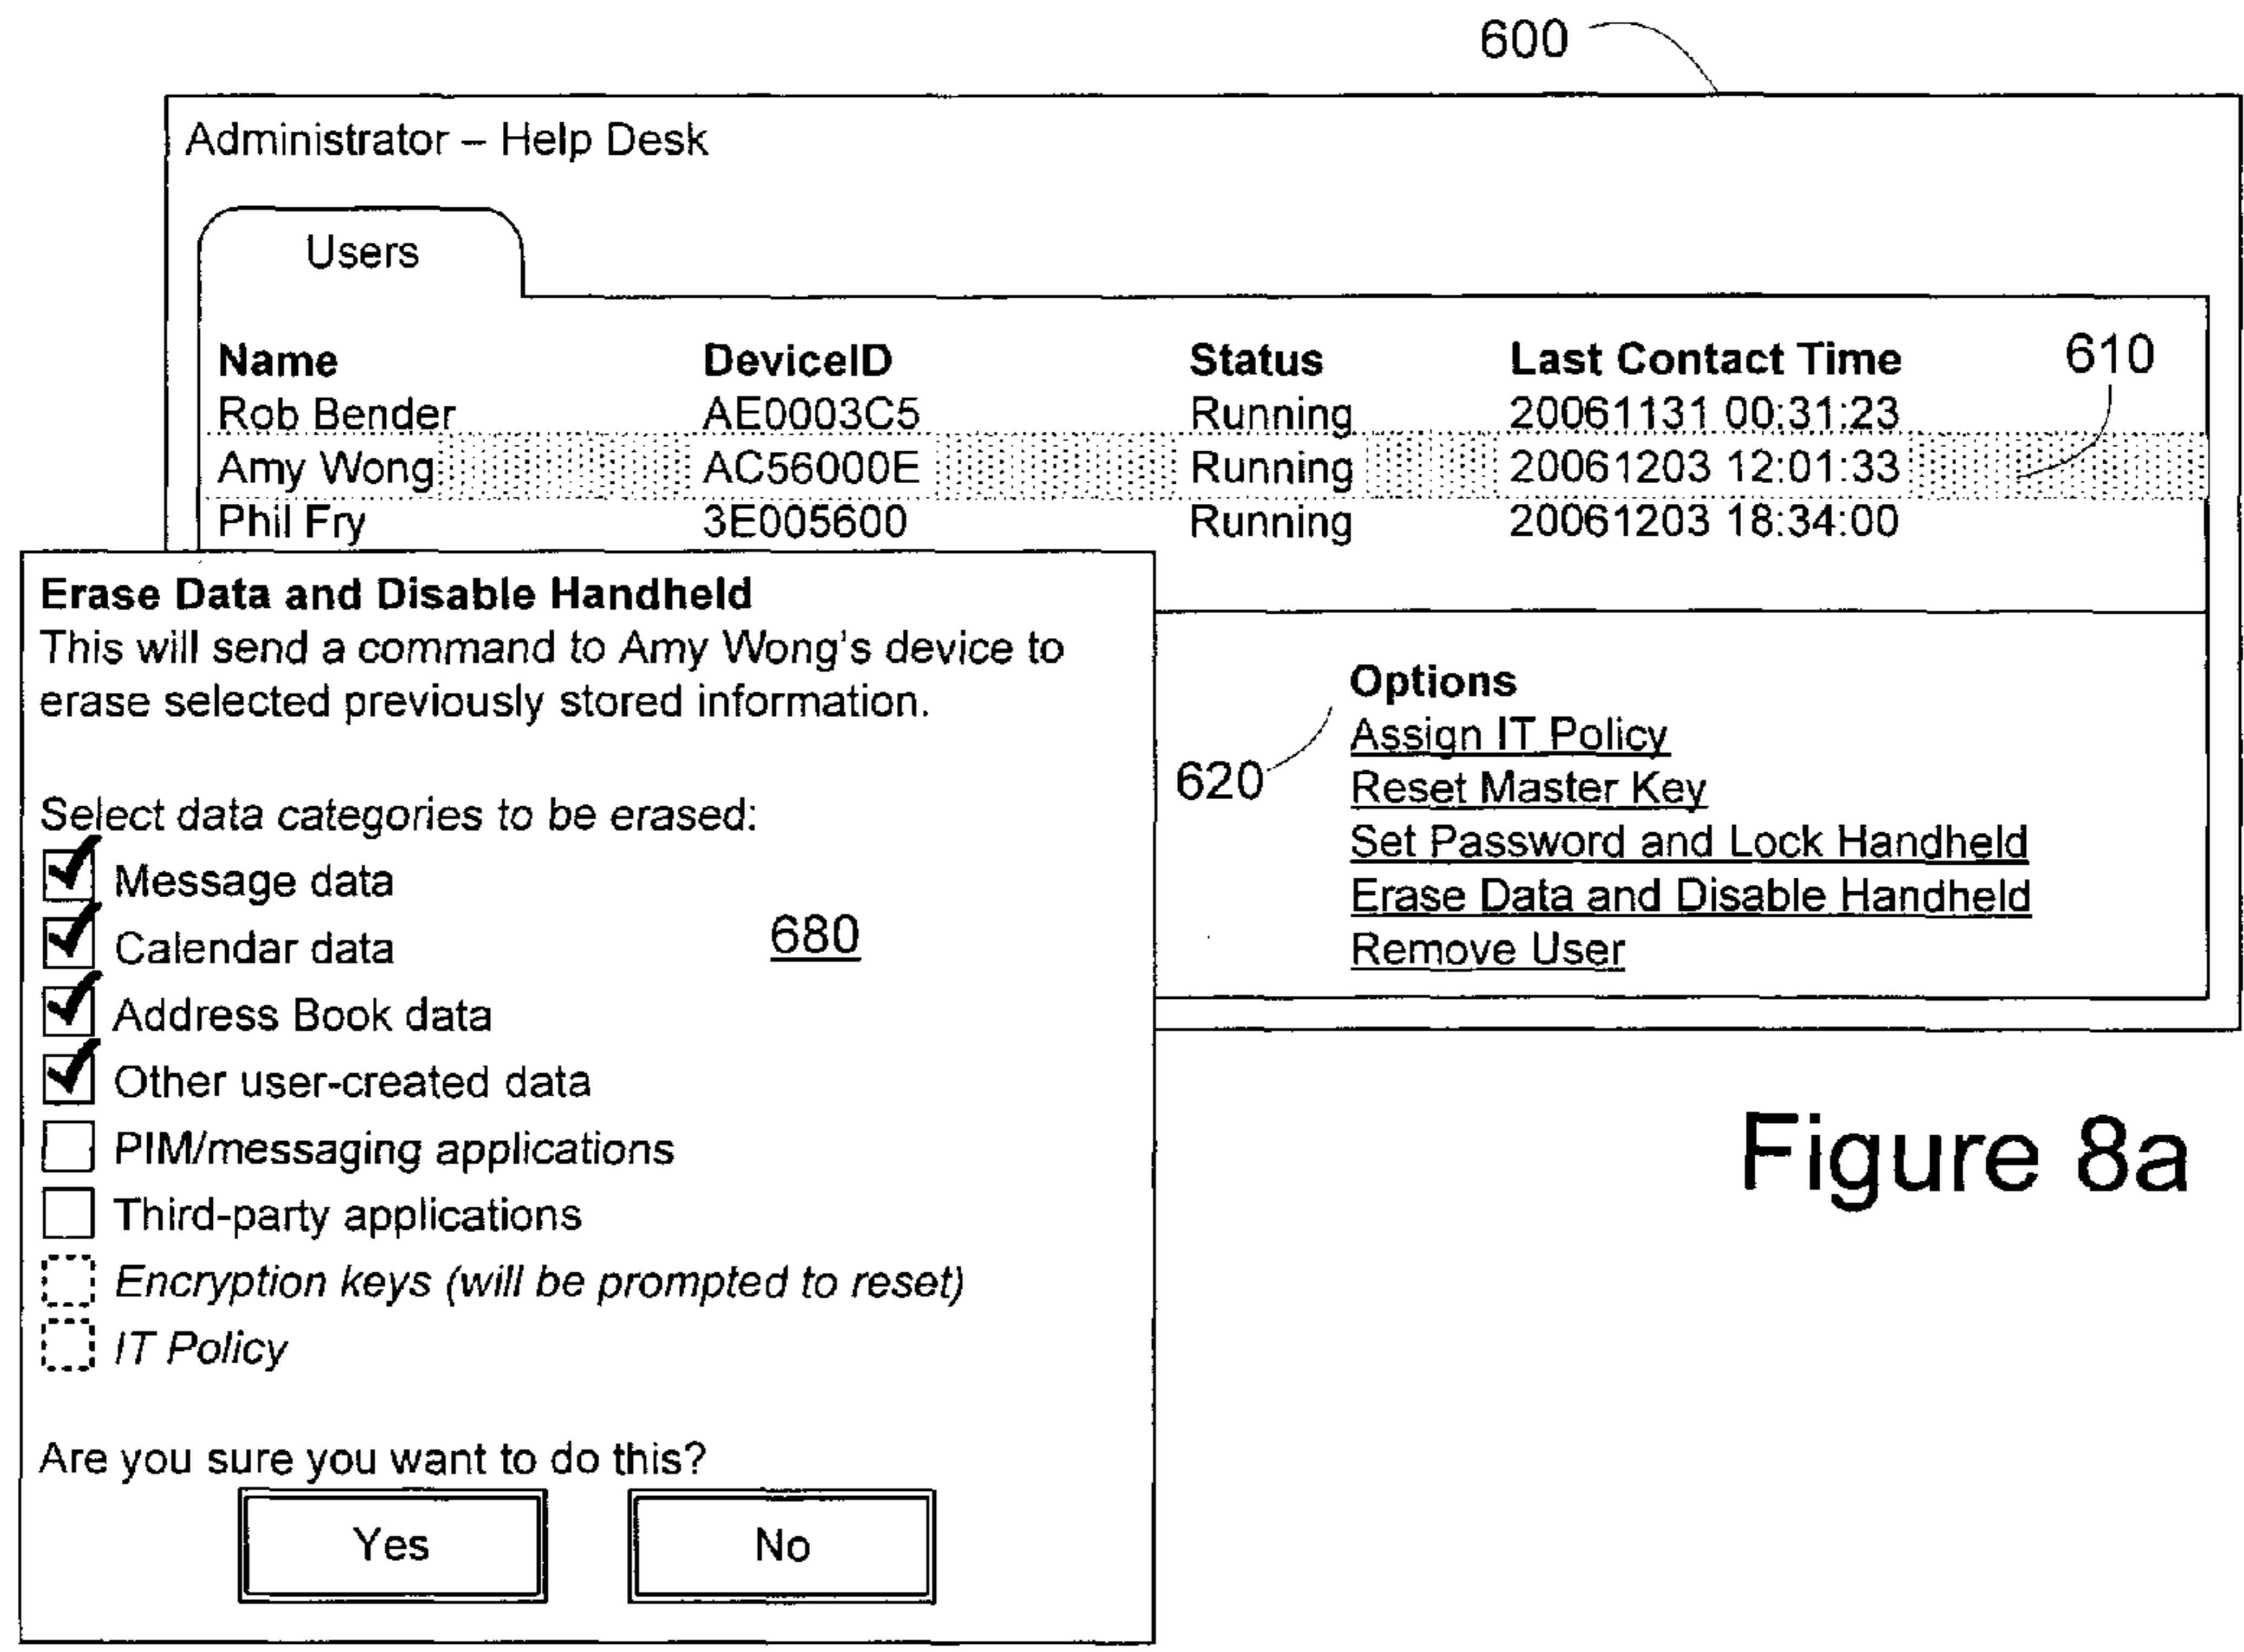 600
Administrator – Help Desk
Users
Name DeviceID Status Last Contact Time 610
Rob Bender AE0003C5 Running 20061131 00:31:23
Amy Wong AC56000E Running 20061203 12:01:33
Phil Fry 3E005600 Running 20061203 18:34:00
Erase Data and Disable Handheld
This will send a command to Amy Wong's device to
erase selected previously stored information.
Select data categories to be erased:
Message data
Calendar data
680
Address Book data
Other user-created data
PIM/messaging applications
Third-party applications
Encryption keys (will be prompted to reset)
IT Policy
Are you sure you want to do this?
Yes No
620
Options
Assign IT Policy
Reset Master Key
Set Password and Lock Handheld
Erase Data and Disable Handheld
Remove User
Figure 8a